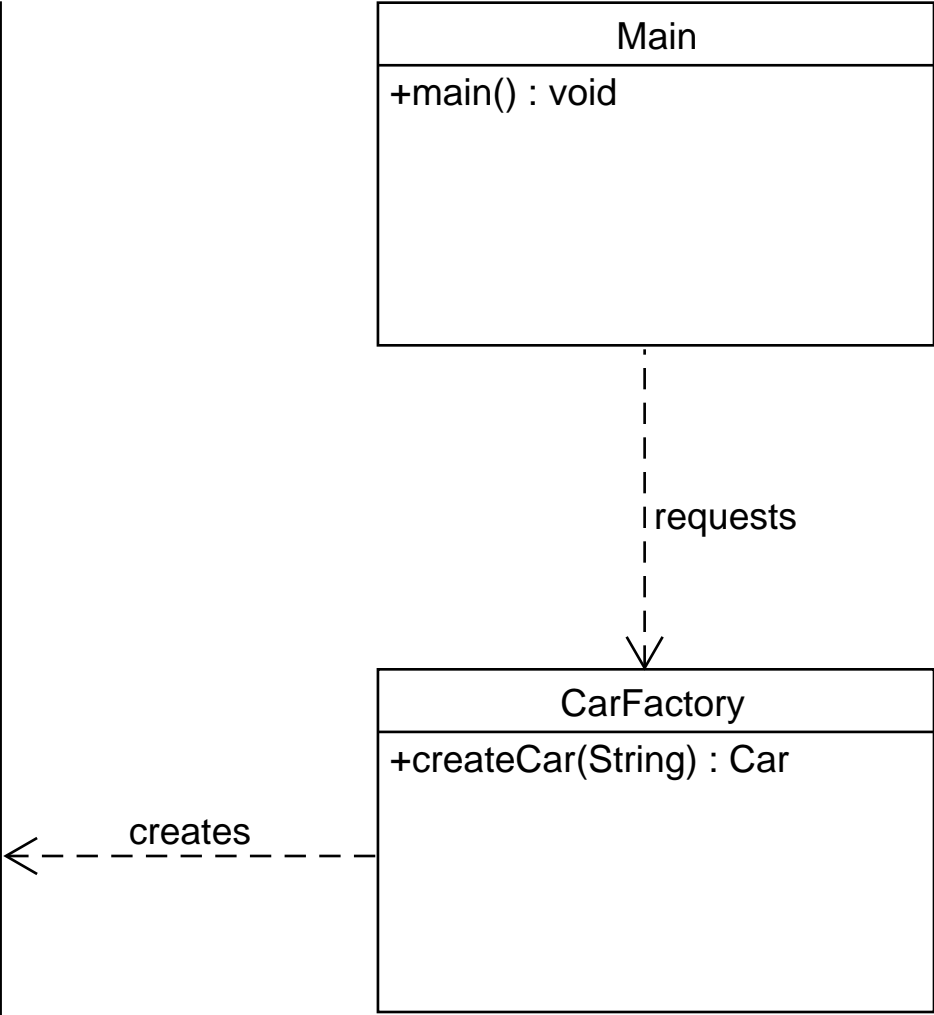 Main
+main() : void
requests
CarFactory
+createCar(String) : Car
creates